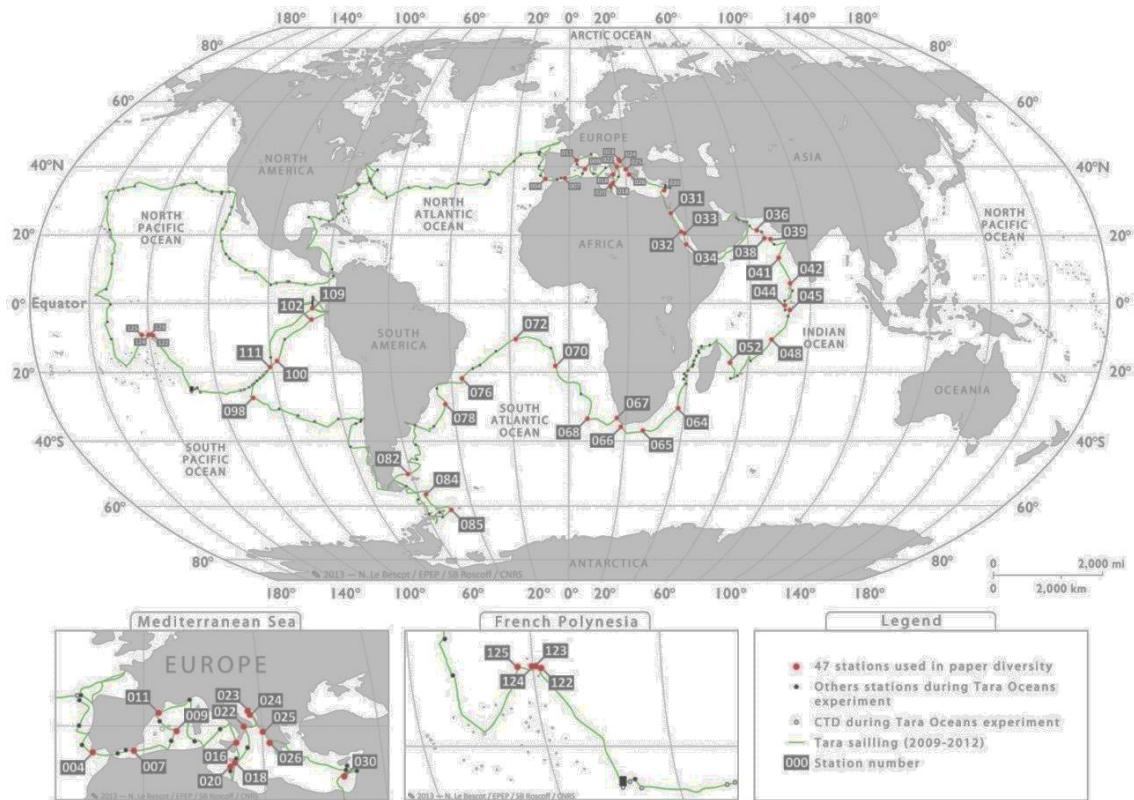 180° 140° 100° 60° 20° 0° 20° 60° 100° 140° 180°
ARCTIC OCEAN
80° 80°
60° 60°
EUROPE
NORTH
AMERICA
ASIA
40°N 40°N
NORTH
PACIFIC
OCEAN
NORTH
ATLANTIC
OCEAN
AFRICA
NORTH
PACIFIC
OCEAN
031
033
032
034
036
039
038
041
042
044
045
20° 20°
Equator 0° 0°
102 109
SOUTH
AMERICA
INDIAN
OCEAN
111
100
098
072
070
052
048
076
078
SOUTH
ATLANTIC
OCEAN
068
067
066
065
064
OCEANIA
20° 20°
40°S 40°S
SOUTH
PACIFIC
OCEAN
082
084
085
60° 60°
80° 80°
ANTARCTICA
© 2013 — N. Le Bescot / EPEP / SB Roscoff / CNRS
0 2,000 mi
0 2,000 km
180° 140° 100° 60° 20° 0° 20° 60° 100° 140° 180°
Mediterranean Sea
EUROPE
011
009
023
024
022
025
016
026
004
007
020
018
030
© 2013 — N. Le Bescot / EPEP / SB Roscoff / CNRS
French Polynesia
125
123
124
122
© 2013 — N. Le Bescot / EPEP / SB Roscoff / CNRS
Legend
47 stations used in paper diversity
Others stations during Tara Oceans
experiment
CTD during Tara Oceans experiment
Tara sailling (2009-2012)
000 Station number